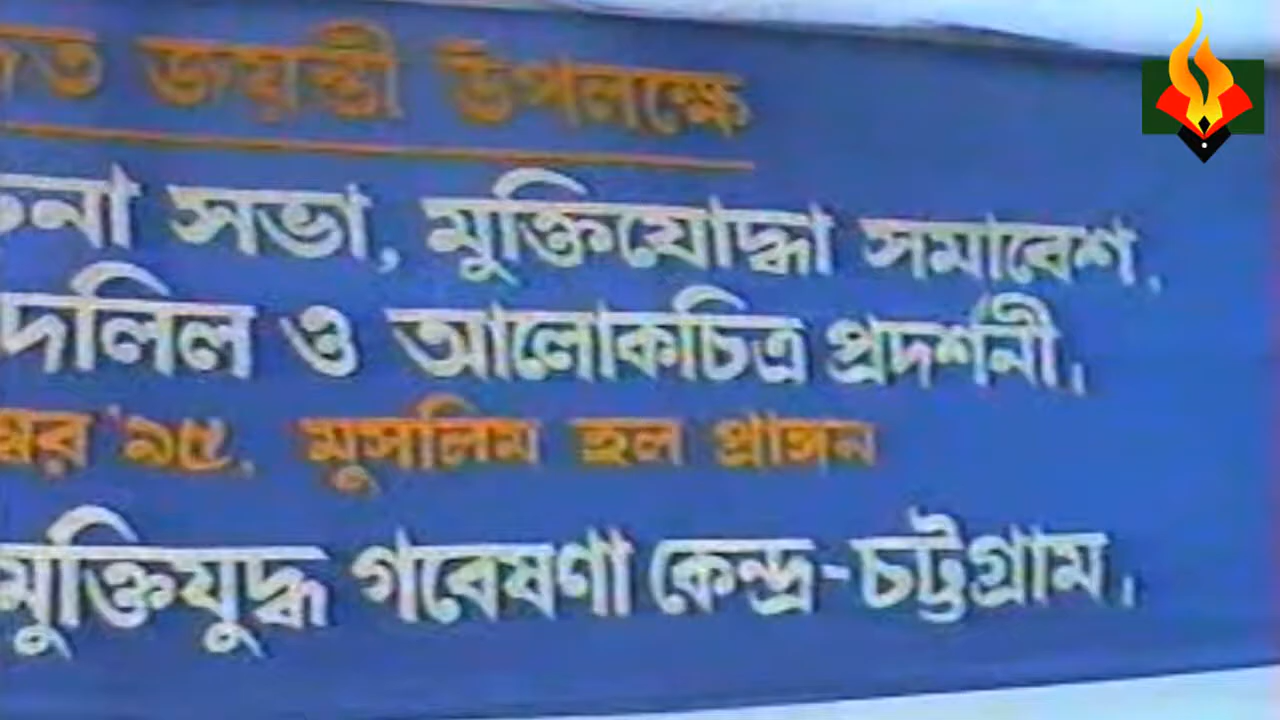 জয়ন্তী উপলক্ষে
সভা, মুক্তিযোদ্ধা সমাবেশ,
দলিল ও আলোকচিত্র প্রদর্শনী।
'৯৫, মুসলিম হল প্রাঙ্গন
মুক্তিযুদ্ধ গবেষণা কেন্দ্র-চট্টগ্রাম।